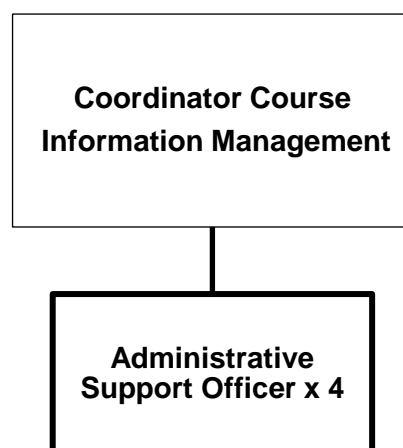 Coordinator Course
Information Management
Administrative
Support Officer x 4